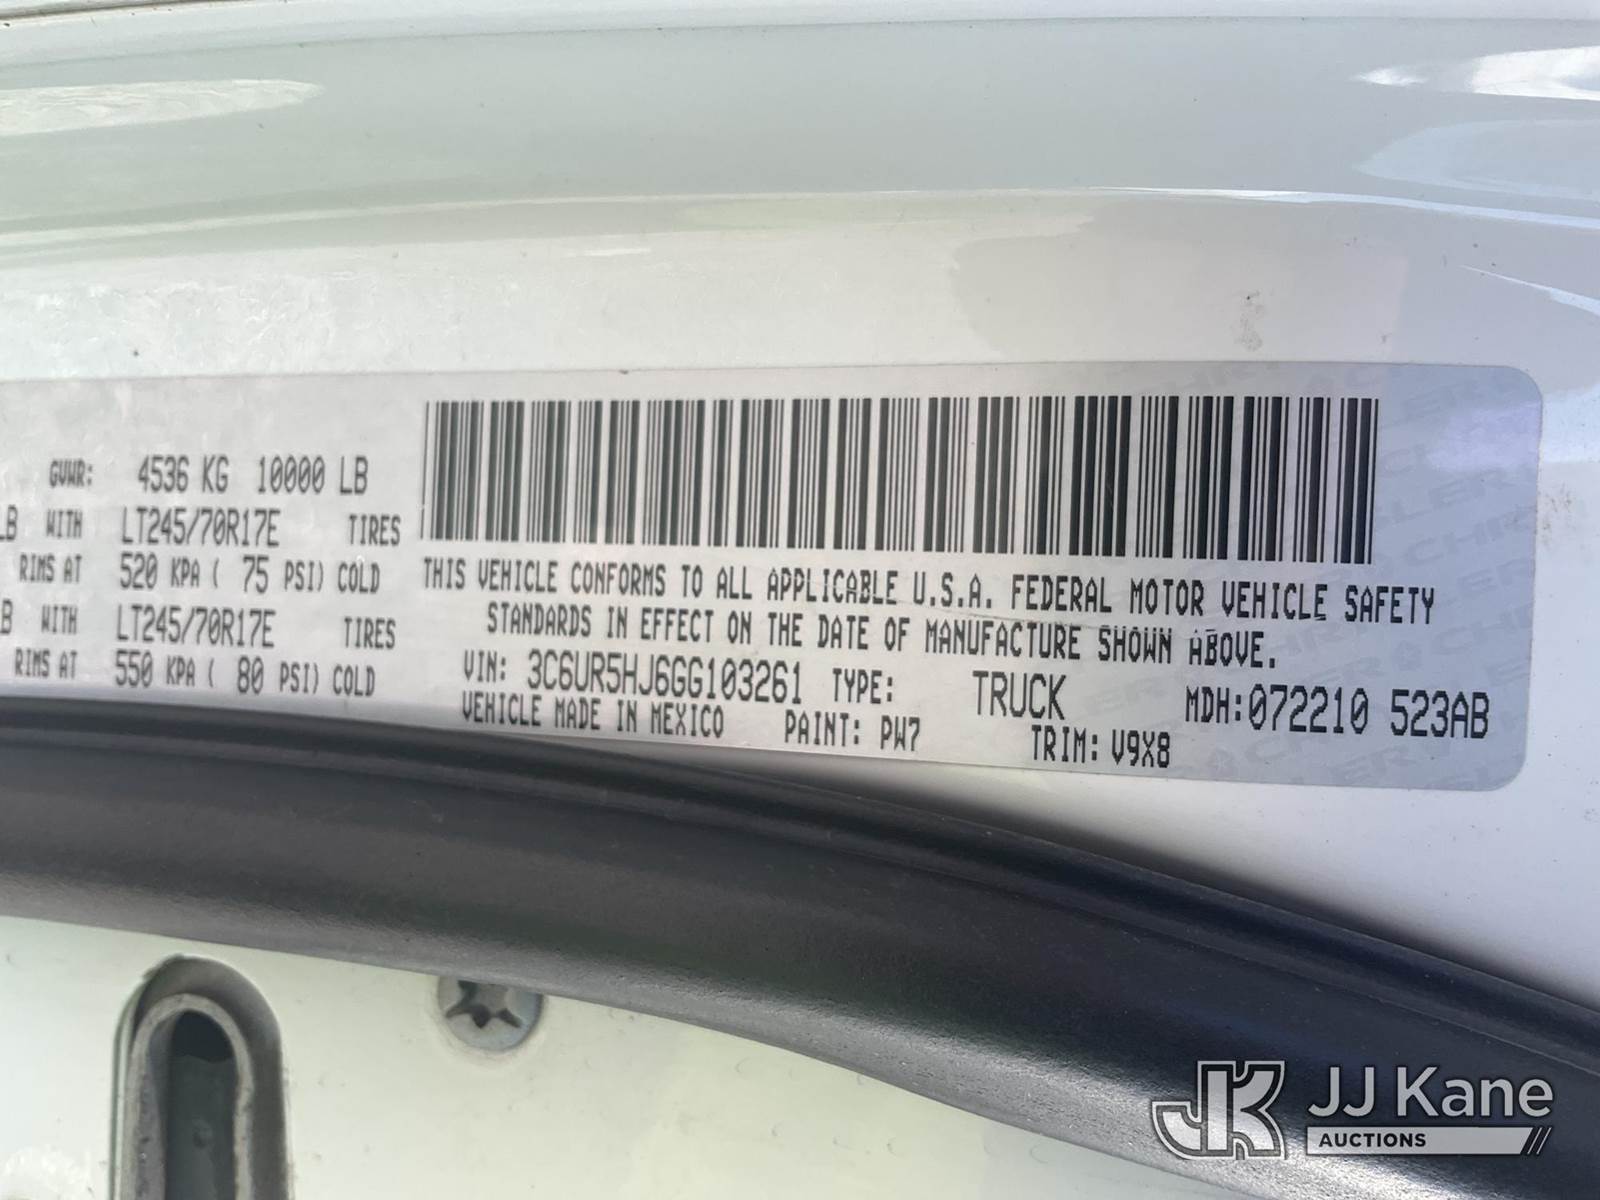 GVWR: 4536 KG 10000 LB
LB WITH LT245/70R17E TIRES
RIMS AT 520 KPA ( 75 PSI) COLD
B WITH LT245/70R17E TIRES
RIMS AT 550 KPA ( 80 PSI) COLD
THIS VEHICLE CONFORMS TO ALL APPLICABLE U.S.A. FEDERAL MOTOR VEHICLE SAFETY
STANDARDS IN EFFECT ON THE DATE OF MANUFACTURE SHOWN ABOVE.
VIN: 3C6UR5HJ6GG103261 TYPE: TRUCK MDH:072210 523AB
VEHICLE MADE IN MEXICO PAINT: PW7 TRIM: V9X8
JK JJ Kane
AUCTIONS